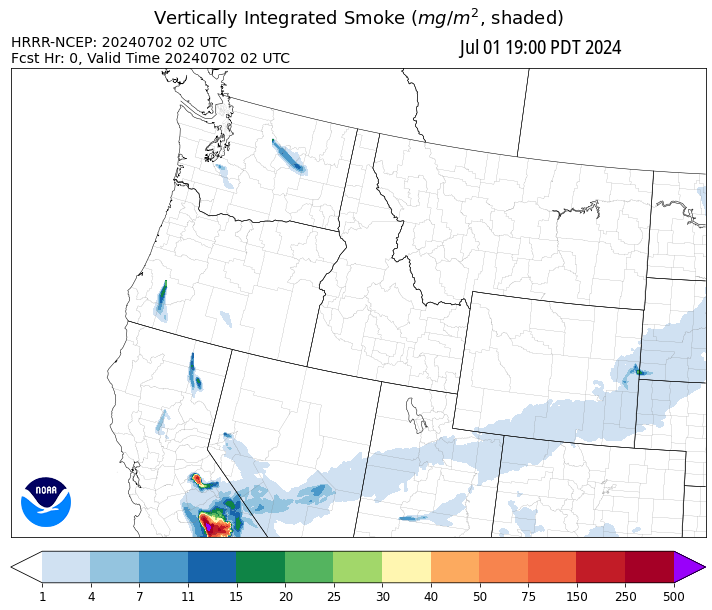 Vertically Integrated Smoke (mg/m², shaded)
HRRR-NCEP: 20240702 02 UTC
Fcst Hr: 0, Valid Time 20240702 02 UTC
Jul 01 19:00 PDT 2024
NOAA
1 4 7 11 15 20 25 30 40 50 75 150 250 500